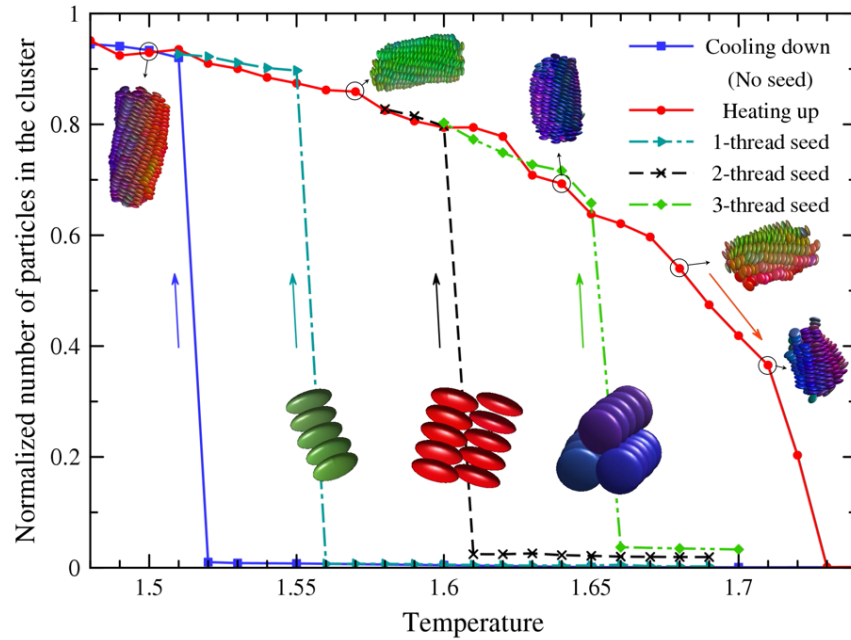 1
0.8
0.6
0.4
0.2
0
Normalized number of particles in the cluster
Cooling down
(No seed)
Heating up
1-thread seed
2-thread seed
3-thread seed
1.5
1.55
1.6
1.65
1.7
Temperature